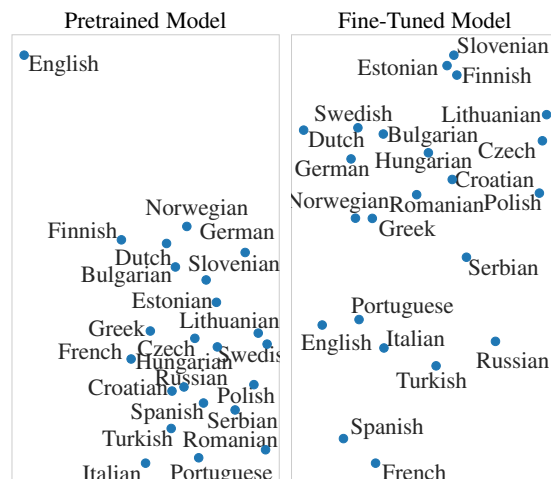 Pretrained Model
English
Norwegian
Finnish
German
Dutch
Bulgarian
Slovenian
Estonian
Lithuanian
Greek
French
Czech
Hungarian
Swedis
Russian
Croatian
Polish
Spanish
Serbian
Turkish
Romanian
Italian
Portuguese
Fine-Tuned Model
Slovenian
Estonian
Finnish
Lithuanian
Swedish
Dutch
Bulgarian
Czech
German
Hungarian
Croatian
Norwegian
Romanian
Polish
Greek
Serbian
Portuguese
English
Italian
Russian
Turkish
Spanish
French